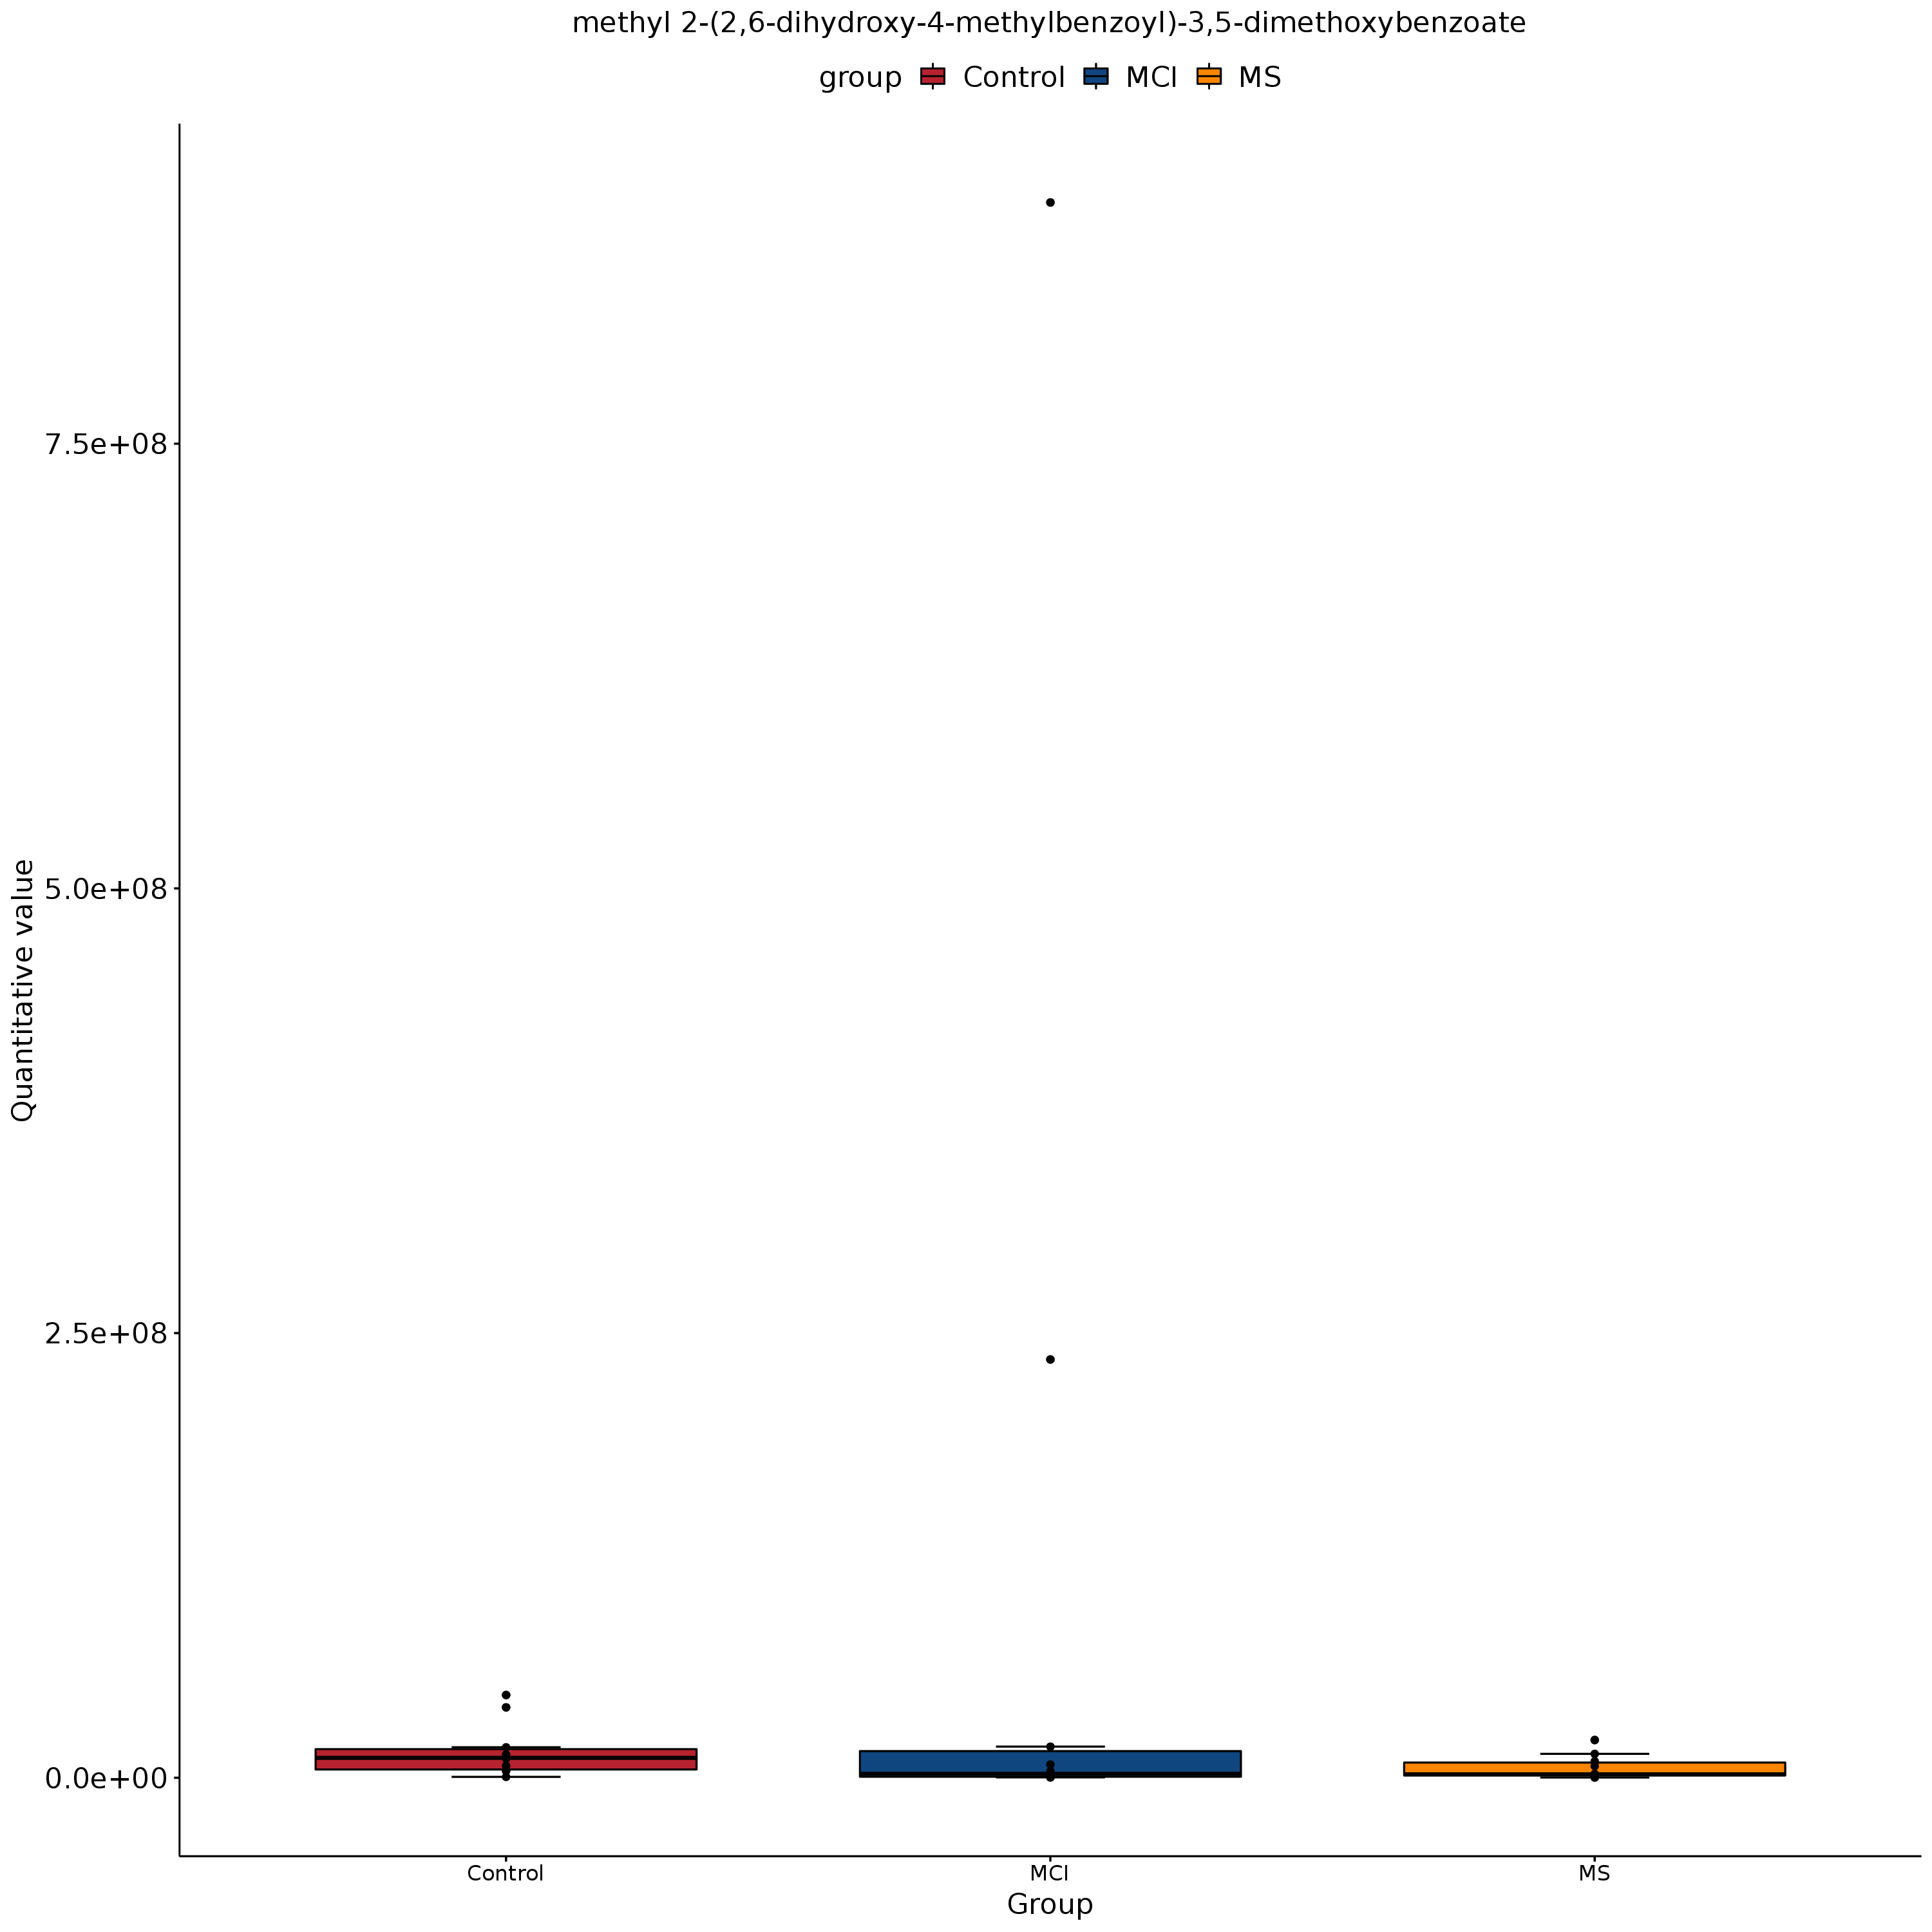 methyl 2-(2,6-dihydroxy-4-methylbenzoyl)-3,5-dimethoxybenzoate
group Control MCI MS
7.5e+08
5.0e+08
2.5e+08
0.0e+00
Quantitative value
Control MCI MS
Group